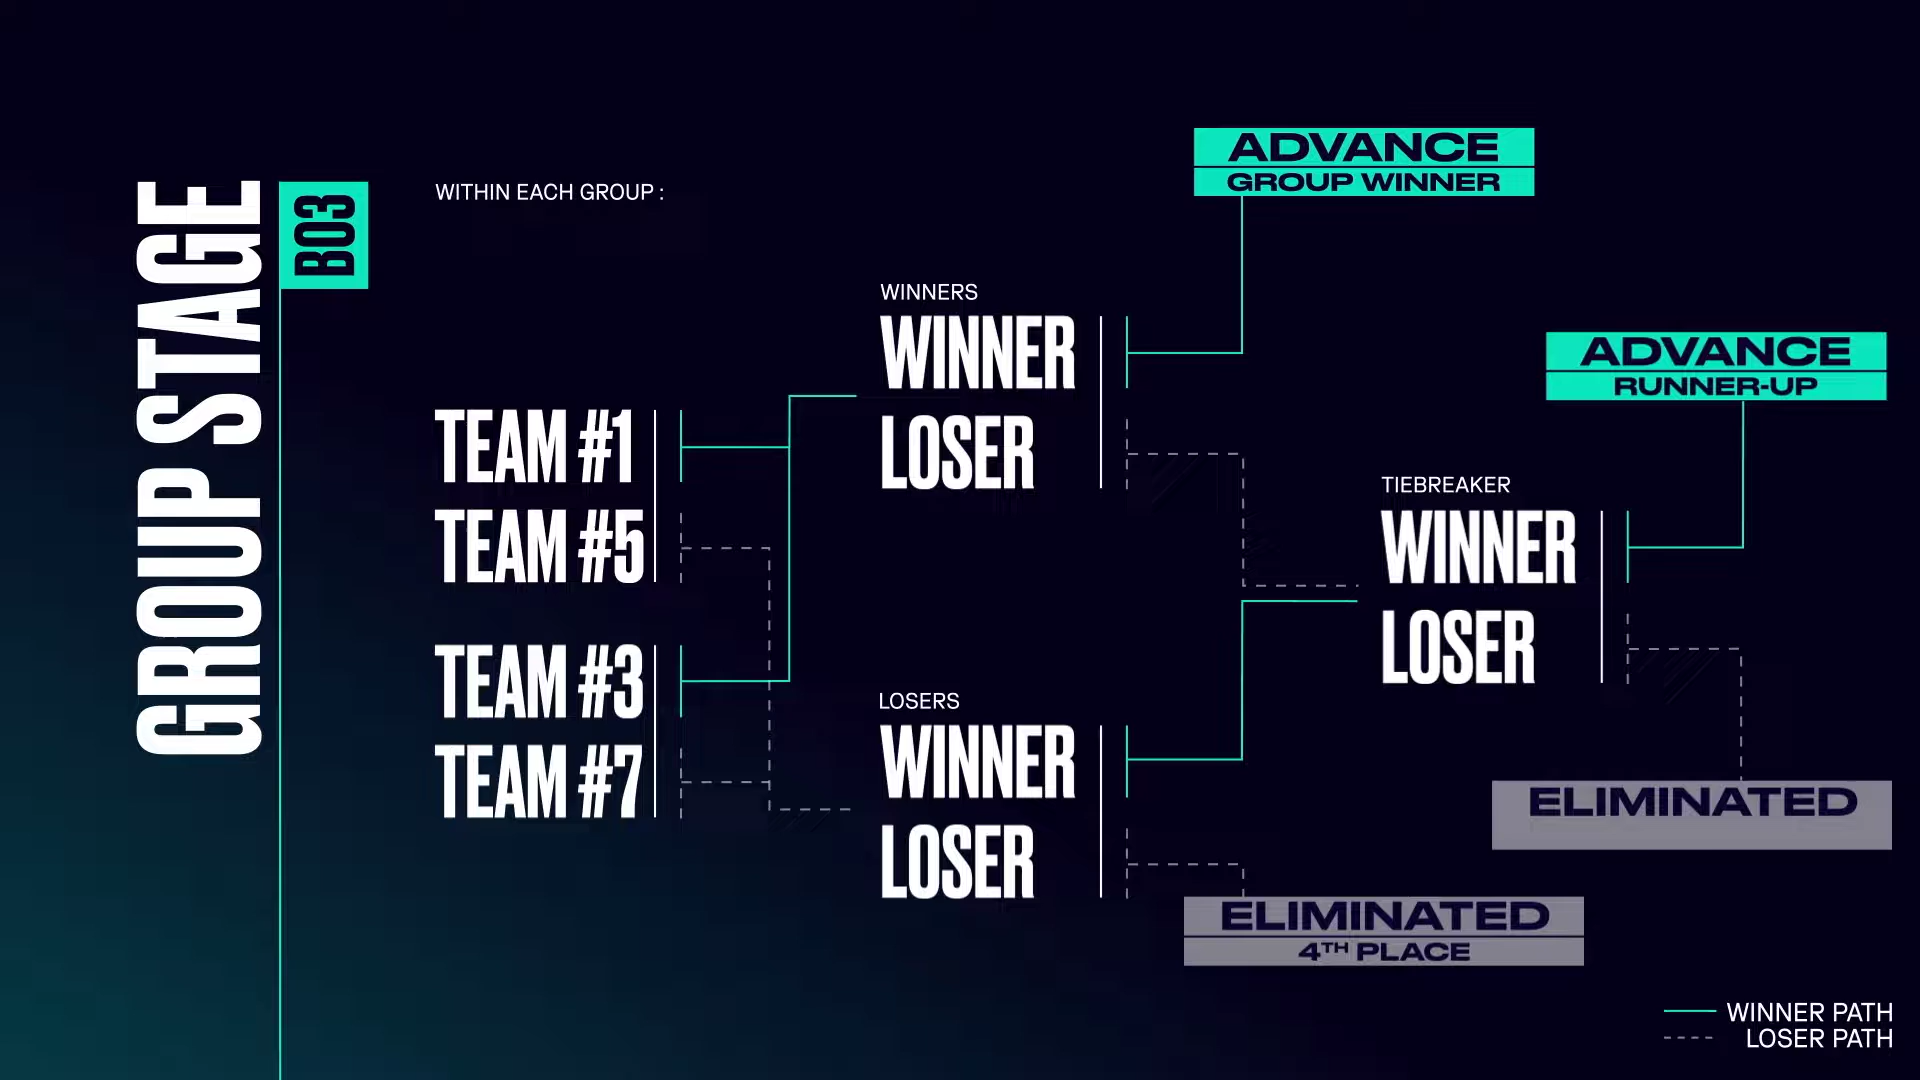 GROUP STAGE
BO3
WITHIN EACH GROUP :
TEAM #1
TEAM #5
TEAM #3
TEAM #7
WINNERS
WINNER
LOSER
LOSERS
WINNER
LOSER
ADVANCE
GROUP WINNER
TIEBREAKER
WINNER
LOSER
ADVANCE
RUNNER-UP
ELIMINATED
ELIMINATED
4TH PLACE
WINNER PATH
LOSER PATH